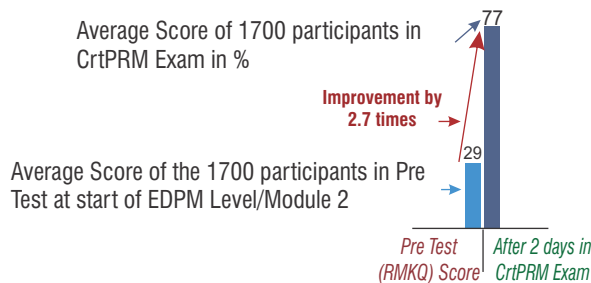 Average Score of 1700 participants in
CrtPRM Exam in %
77
Improvement by
2.7 times
29
Average Score of the 1700 participants in Pre
Test at start of EDPM Level/Module 2
Pre Test
(RMKQ) Score
After 2 days in
CrtPRM Exam